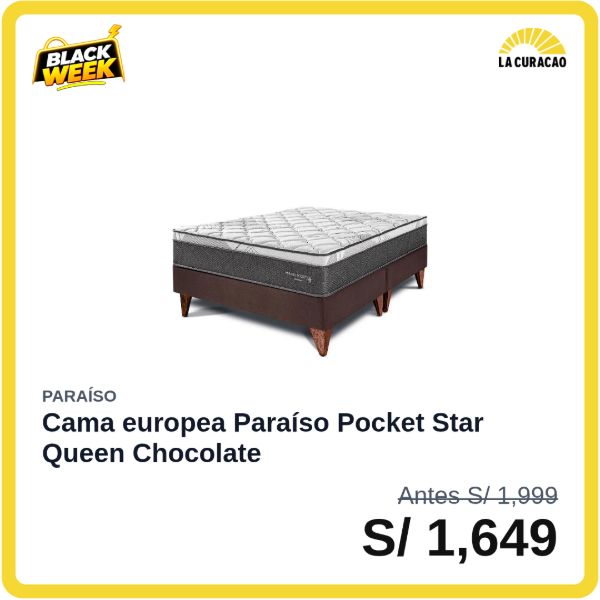 BLACK
WEEK
LA CURACAO
PARAÍSO
Cama europea Paraíso Pocket Star
Queen Chocolate
Antes S/ 1,999
S/ 1,649